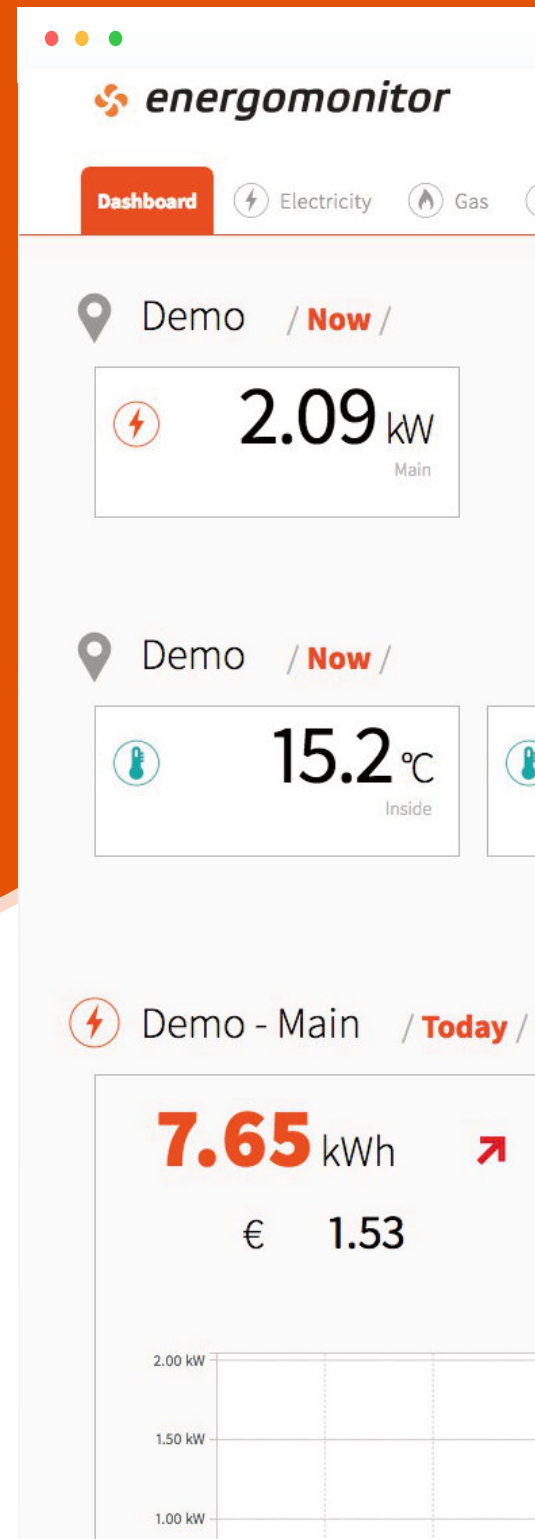 energomonitor
Dashboard Electricity Gas
Demo / Now /
2.09 kW
Main
Demo / Now /
15.2 °C
Inside
Demo - Main / Today /
7.65 kWh
€ 1.53
2.00 kW
1.50 kW
1.00 kW